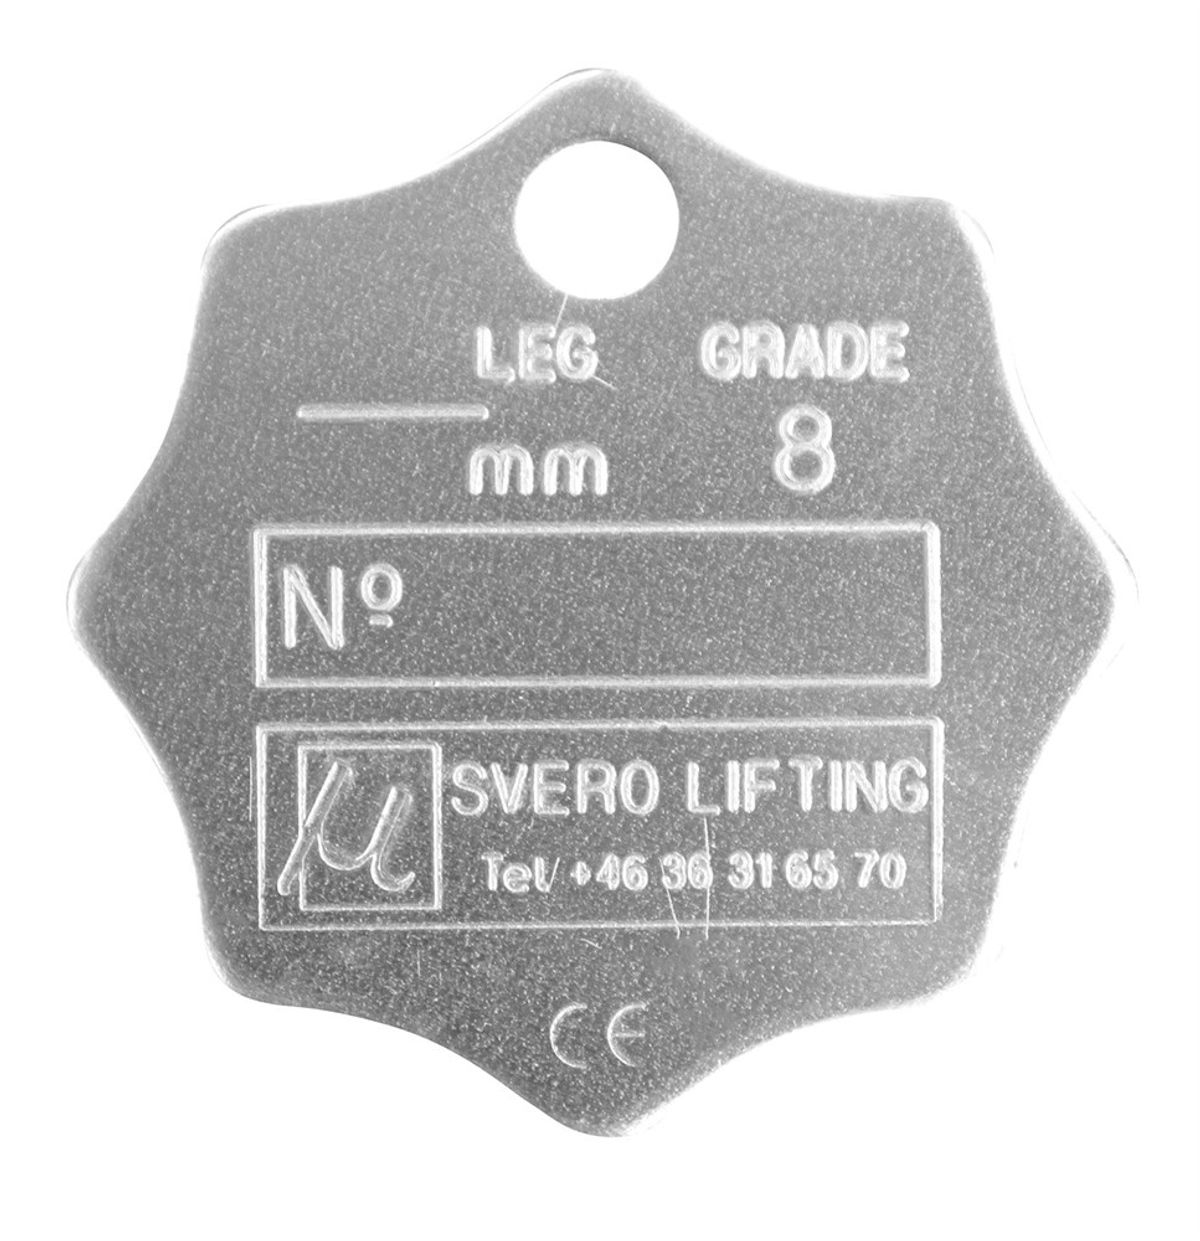 LEG GRADE
mm 8
Nº
µ SVERO LIFTING
Tel/ +46 36 31 65 70
CE